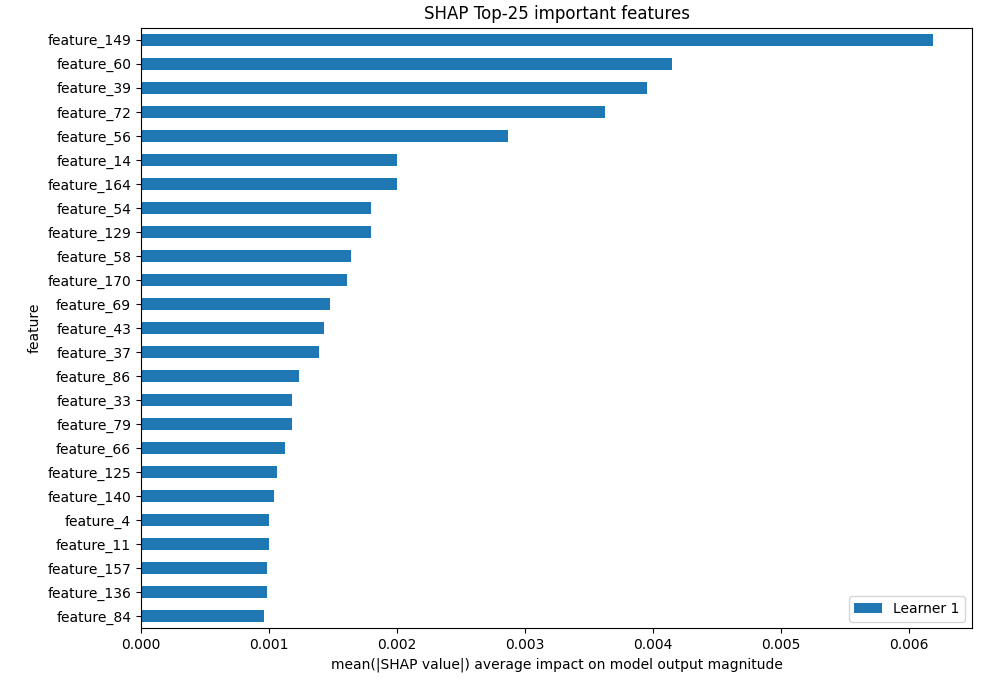 SHAP Top-25 important features
feature_149
feature_60
feature_39
feature_72
feature_56
feature_14
feature_164
feature_54
feature_129
feature_58
feature_170
feature_69
feature_43
feature_37
feature_86
feature_33
feature_79
feature_66
feature_125
feature_140
feature_4
feature_11
feature_157
feature_136
feature_84
feature
Learner 1
0.000 0.001 0.002 0.003 0.004 0.005 0.006
mean(|SHAP value|) average impact on model output magnitude